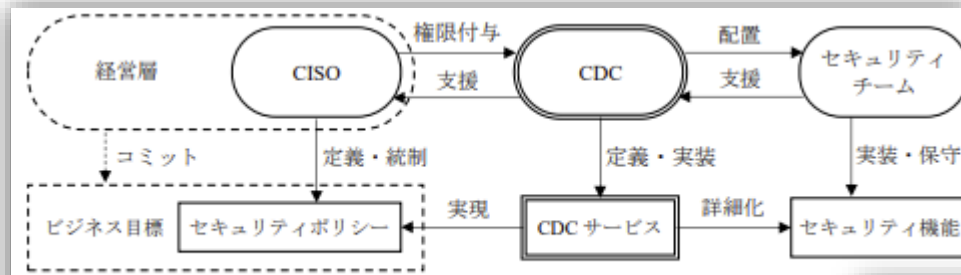 権限付与
配置
経営層
CISO
CDC
セキュリティ
チーム
支援
支援
コミット
定義・統制
定義・実装
実装・保守
ビジネス目標
セキュリティポリシー
実現
CDC サービス
詳細化
セキュリティ機能